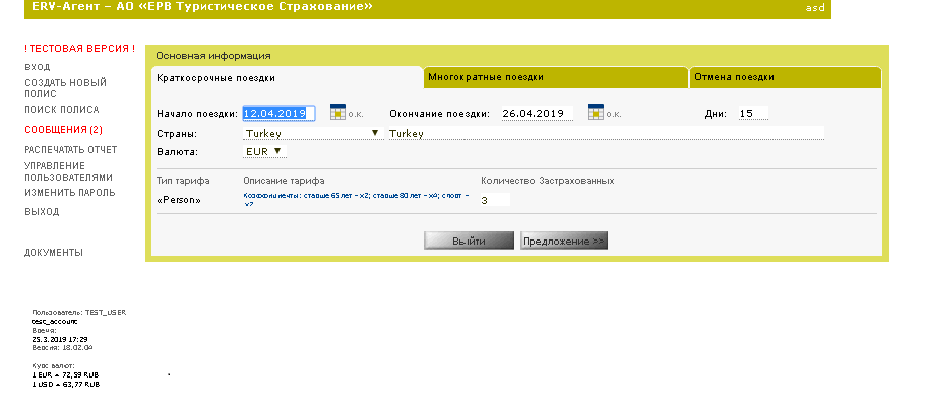 ERV-Агент – АО «ЕРВ Туристическое Страхование»
asd
! ТЕСТОВАЯ ВЕРСИЯ !
ВХОД
СОЗДАТЬ НОВЫЙ
ПОЛИС
ПОИСК ПОЛИСА
СООБЩЕНИЯ (2)
РАСПЕЧАТАТЬ ОТЧЕТ
УПРАВЛЕНИЕ
ПОЛЬЗОВАТЕЛЯМИ
ИЗМЕНИТЬ ПАРОЛЬ
ВЫХОД
ДОКУМЕНТЫ
Основная информация
Краткосрочные поездки Многократные поездки Отмена поездки
Начало поездки: 12.04.2019 о.к. Окончание поездки: 26.04.2019 о.к. Дни: 15
Страны: Turkey Turkey
Валюта: EUR
Тип тарифа Описание тарифа Количество Застрахованных
«Person» Коэффициенты: старше 65 лет – x2; старше 80 лет – x4; спорт –
x2 3
Выйти Предложение >>
Пользователь: TEST_USER
test_account
Время:
25.3.2019 17:29
Версия: 18.02.04
Курс валют:
1 EUR = 72,59 RUB
1 USD = 63,77 RUB